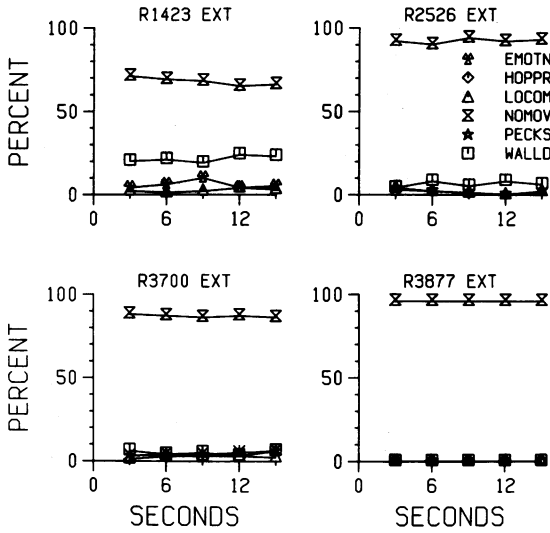 R1423 EXT
R2526 EXT
PERCENT
100
50
0
0 6 12
100
50
0
0 6 12
EMOTN
HOPPR
LOCOM
NOMOV
PECKS
WALLD
R3700 EXT
R3877 EXT
PERCENT
100
50
0
0 6 12
100
50
0
0 6 12
SECONDS
SECONDS